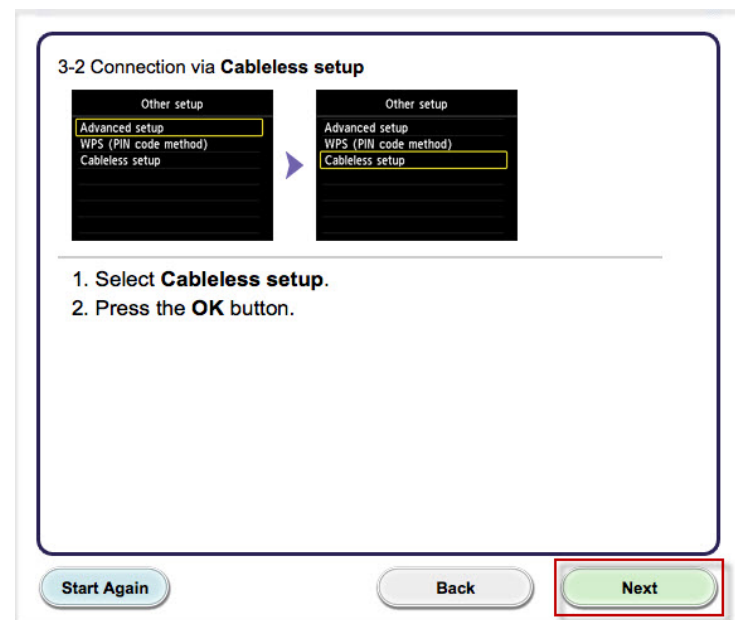 3-2 Connection via Cableless setup
Other setup
Advanced setup
WPS (PIN code method)
Cableless setup
Other setup
Advanced setup
WPS (PIN code method)
Cableless setup
1. Select Cableless setup.
2. Press the OK button.
Start Again
Back
Next